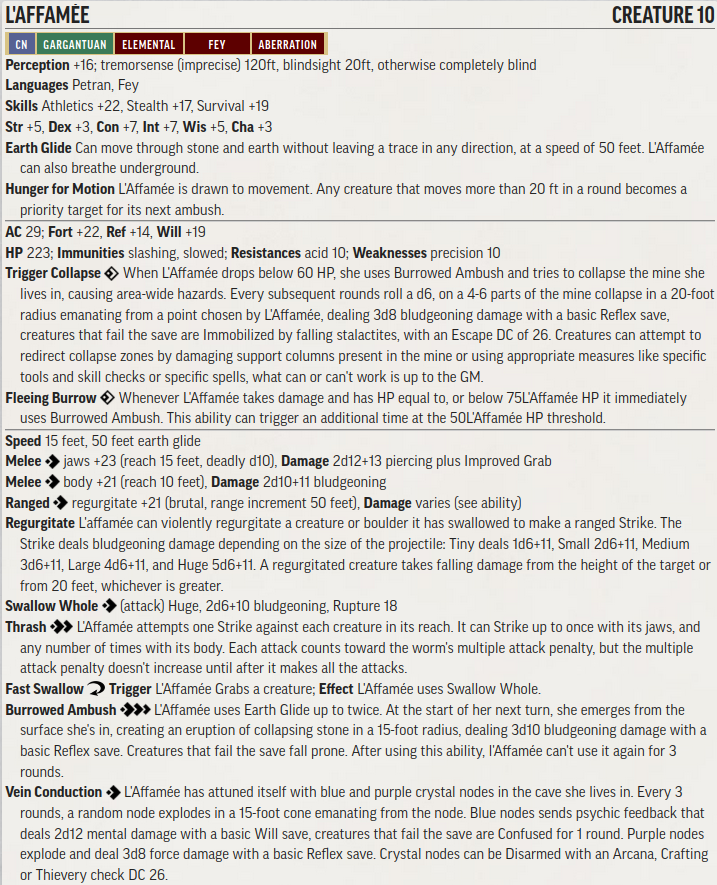 L'AFFAMÉE CREATURE 10
CN GARGANTUAN ELEMENTAL FEY ABERRATION
Perception +16; tremorsense (imprecise) 120ft, blindsight 20ft, otherwise completely blind
Languages Petran, Fey
Skills Athletics +22, Stealth +17, Survival +19
Str +5, Dex +3, Con +7, Int +7, Wis +5, Cha +3
Earth Glide Can move through stone and earth without leaving a trace in any direction, at a speed of 50 feet. L'Affamée
can also breathe underground.
Hunger for Motion L'Affamée is drawn to movement. Any creature that moves more than 20 ft in a round becomes a
priority target for its next ambush.
AC 29; Fort +22, Ref +14, Will +19
HP 223; Immunities slashing, slowed; Resistances acid 10; Weaknesses precision 10
Trigger Collapse When L'Affamée drops below 60 HP, she uses Burrowed Ambush and tries to collapse the mine she
lives in, causing area-wide hazards. Every subsequent rounds roll a d6, on a 4-6 parts of the mine collapse in a 20-foot
radius emanating from a point chosen by L'Affamée, dealing 3d8 bludgeoning damage with a basic Reflex save,
creatures that fail the save are Immobilized by falling stalactites, with an Escape DC of 26. Creatures can attempt to
redirect collapse zones by damaging support columns present in the mine or using appropriate measures like specific
tools and skill checks or specific spells, what can or can't work is up to the GM.
Fleeing Burrow Whenever L'Affamée takes damage and has HP equal to, or below 75L'Affamée HP it immediately
uses Burrowed Ambush. This ability can trigger an additional time at the 50L'Affamée HP threshold.
Speed 15 feet, 50 feet earth glide
Melee jaws +23 (reach 15 feet, deadly d10), Damage 2d12+13 piercing plus Improved Grab
Melee body +21 (reach 10 feet), Damage 2d10+11 bludgeoning
Ranged regurgitate +21 (brutal, range increment 50 feet), Damage varies (see ability)
Regurgitate L'affamée can violently regurgitate a creature or boulder it has swallowed to make a ranged Strike. The
Strike deals bludgeoning damage depending on the size of the projectile: Tiny deals 1d6+11, Small 2d6+11, Medium
3d6+11, Large 4d6+11, and Huge 5d6+11. A regurgitated creature takes falling damage from the height of the target or
from 20 feet, whichever is greater.
Swallow Whole (attack) Huge, 2d6+10 bludgeoning, Rupture 18
Thrash L'Affamée attempts one Strike against each creature in its reach. It can Strike up to once with its jaws, and
any number of times with its body. Each attack counts toward the worm's multiple attack penalty, but the multiple
attack penalty doesn't increase until after it makes all the attacks.
Fast Swallow Trigger L'Affamée Grabs a creature; Effect L'Affamée uses Swallow Whole.
Burrowed Ambush L'Affamée uses Earth Glide up to twice. At the start of her next turn, she emerges from the
surface she's in, creating an eruption of collapsing stone in a 15-foot radius, dealing 3d10 bludgeoning damage with a
basic Reflex save. Creatures that fail the save fall prone. After using this ability, l'Affamée can't use it again for 3
rounds.
Vein Conduction L'Affamée has attuned itself with blue and purple crystal nodes in the cave she lives in. Every 3
rounds, a random node explodes in a 15-foot cone emanating from the node. Blue nodes sends psychic feedback that
deals 2d12 mental damage with a basic Will save, creatures that fail the save are Confused for 1 round. Purple nodes
explode and deal 3d8 force damage with a basic Reflex save. Crystal nodes can be Disarmed with an Arcana, Crafting
or Thievery check DC 26.